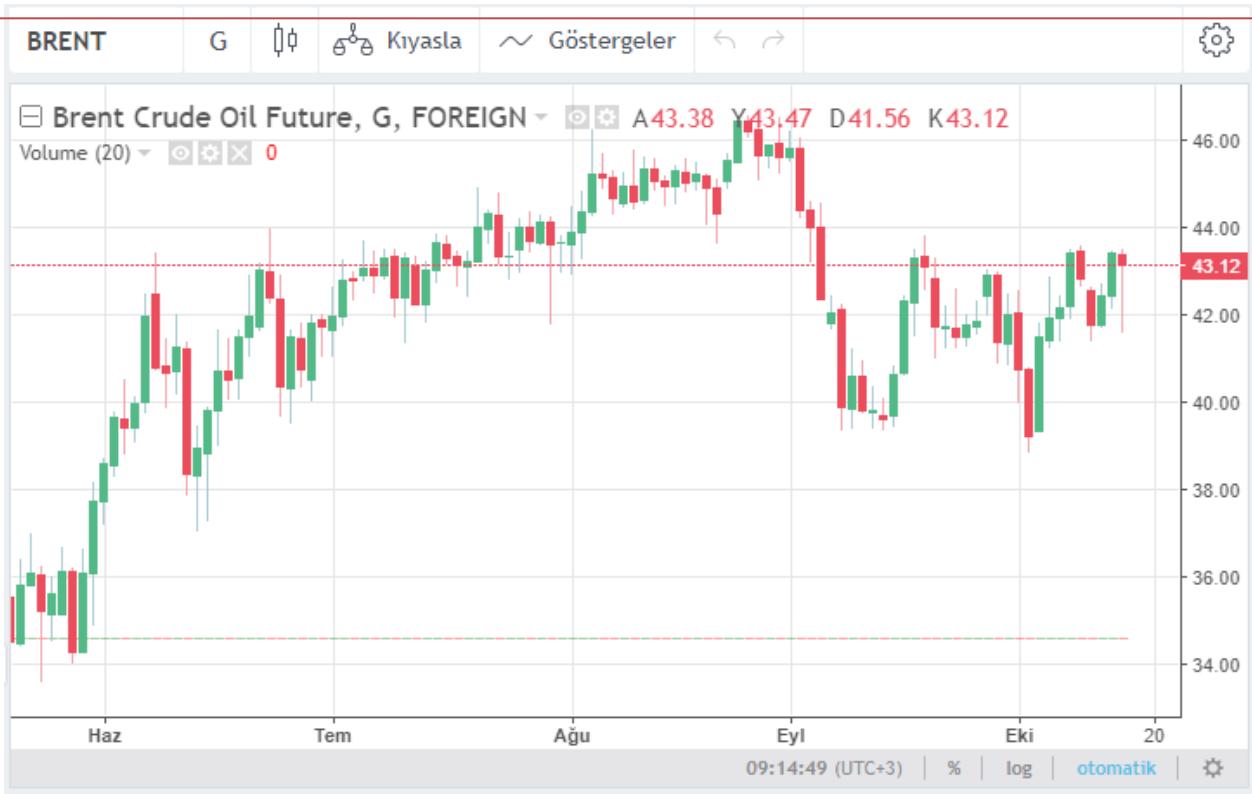 BRENT G Kıyasla Göstergeler
Brent Crude Oil Future, G, FOREIGN A43.38 Y43.47 D41.56 K43.12
Volume (20) 0
46.00
44.00
43.12
42.00
40.00
38.00
36.00
34.00
Haz Tem Ağu Eyl Eki 20
09:14:49 (UTC+3) % log otomatik